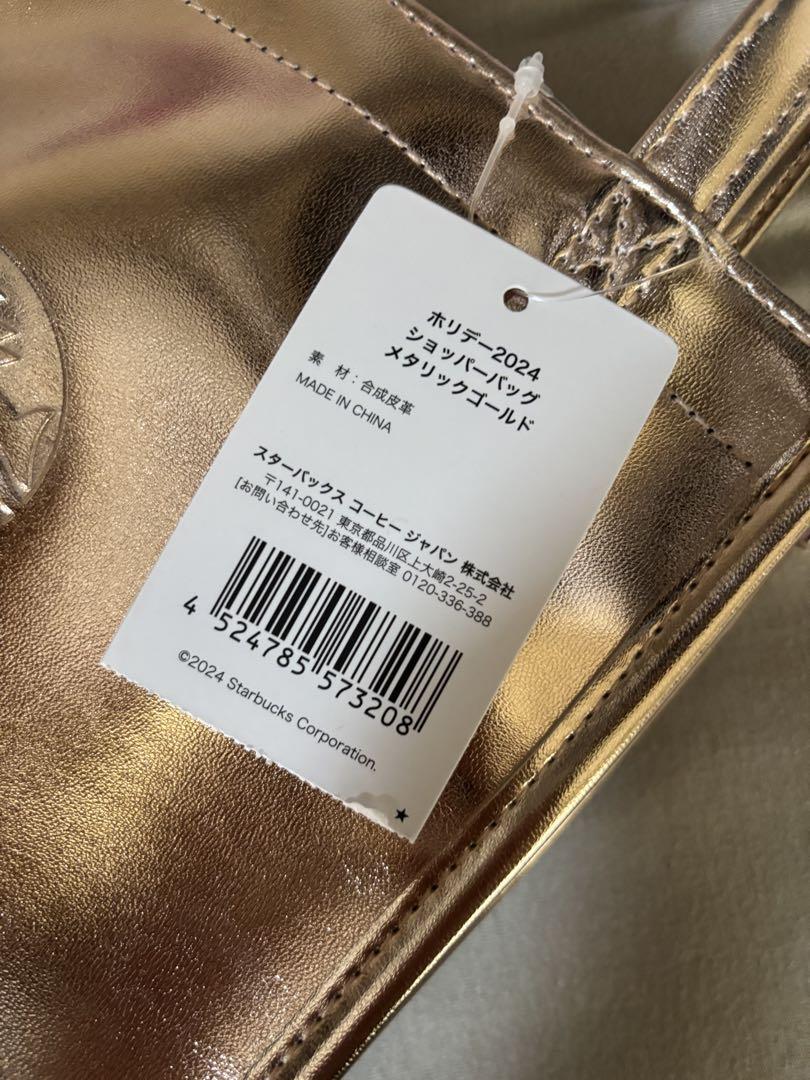 ホリデー2024
ショッパーバッグ
メタリックゴールド
素　材：合成皮革
MADE IN CHINA
スターバックス コーヒー ジャパン 株式会社
〒141-0021 東京都品川区上大崎2-25-2
[お問い合わせ先]お客様相談室 0120-336-388
4 524785 573208
©2024 Starbucks Corporation.
★